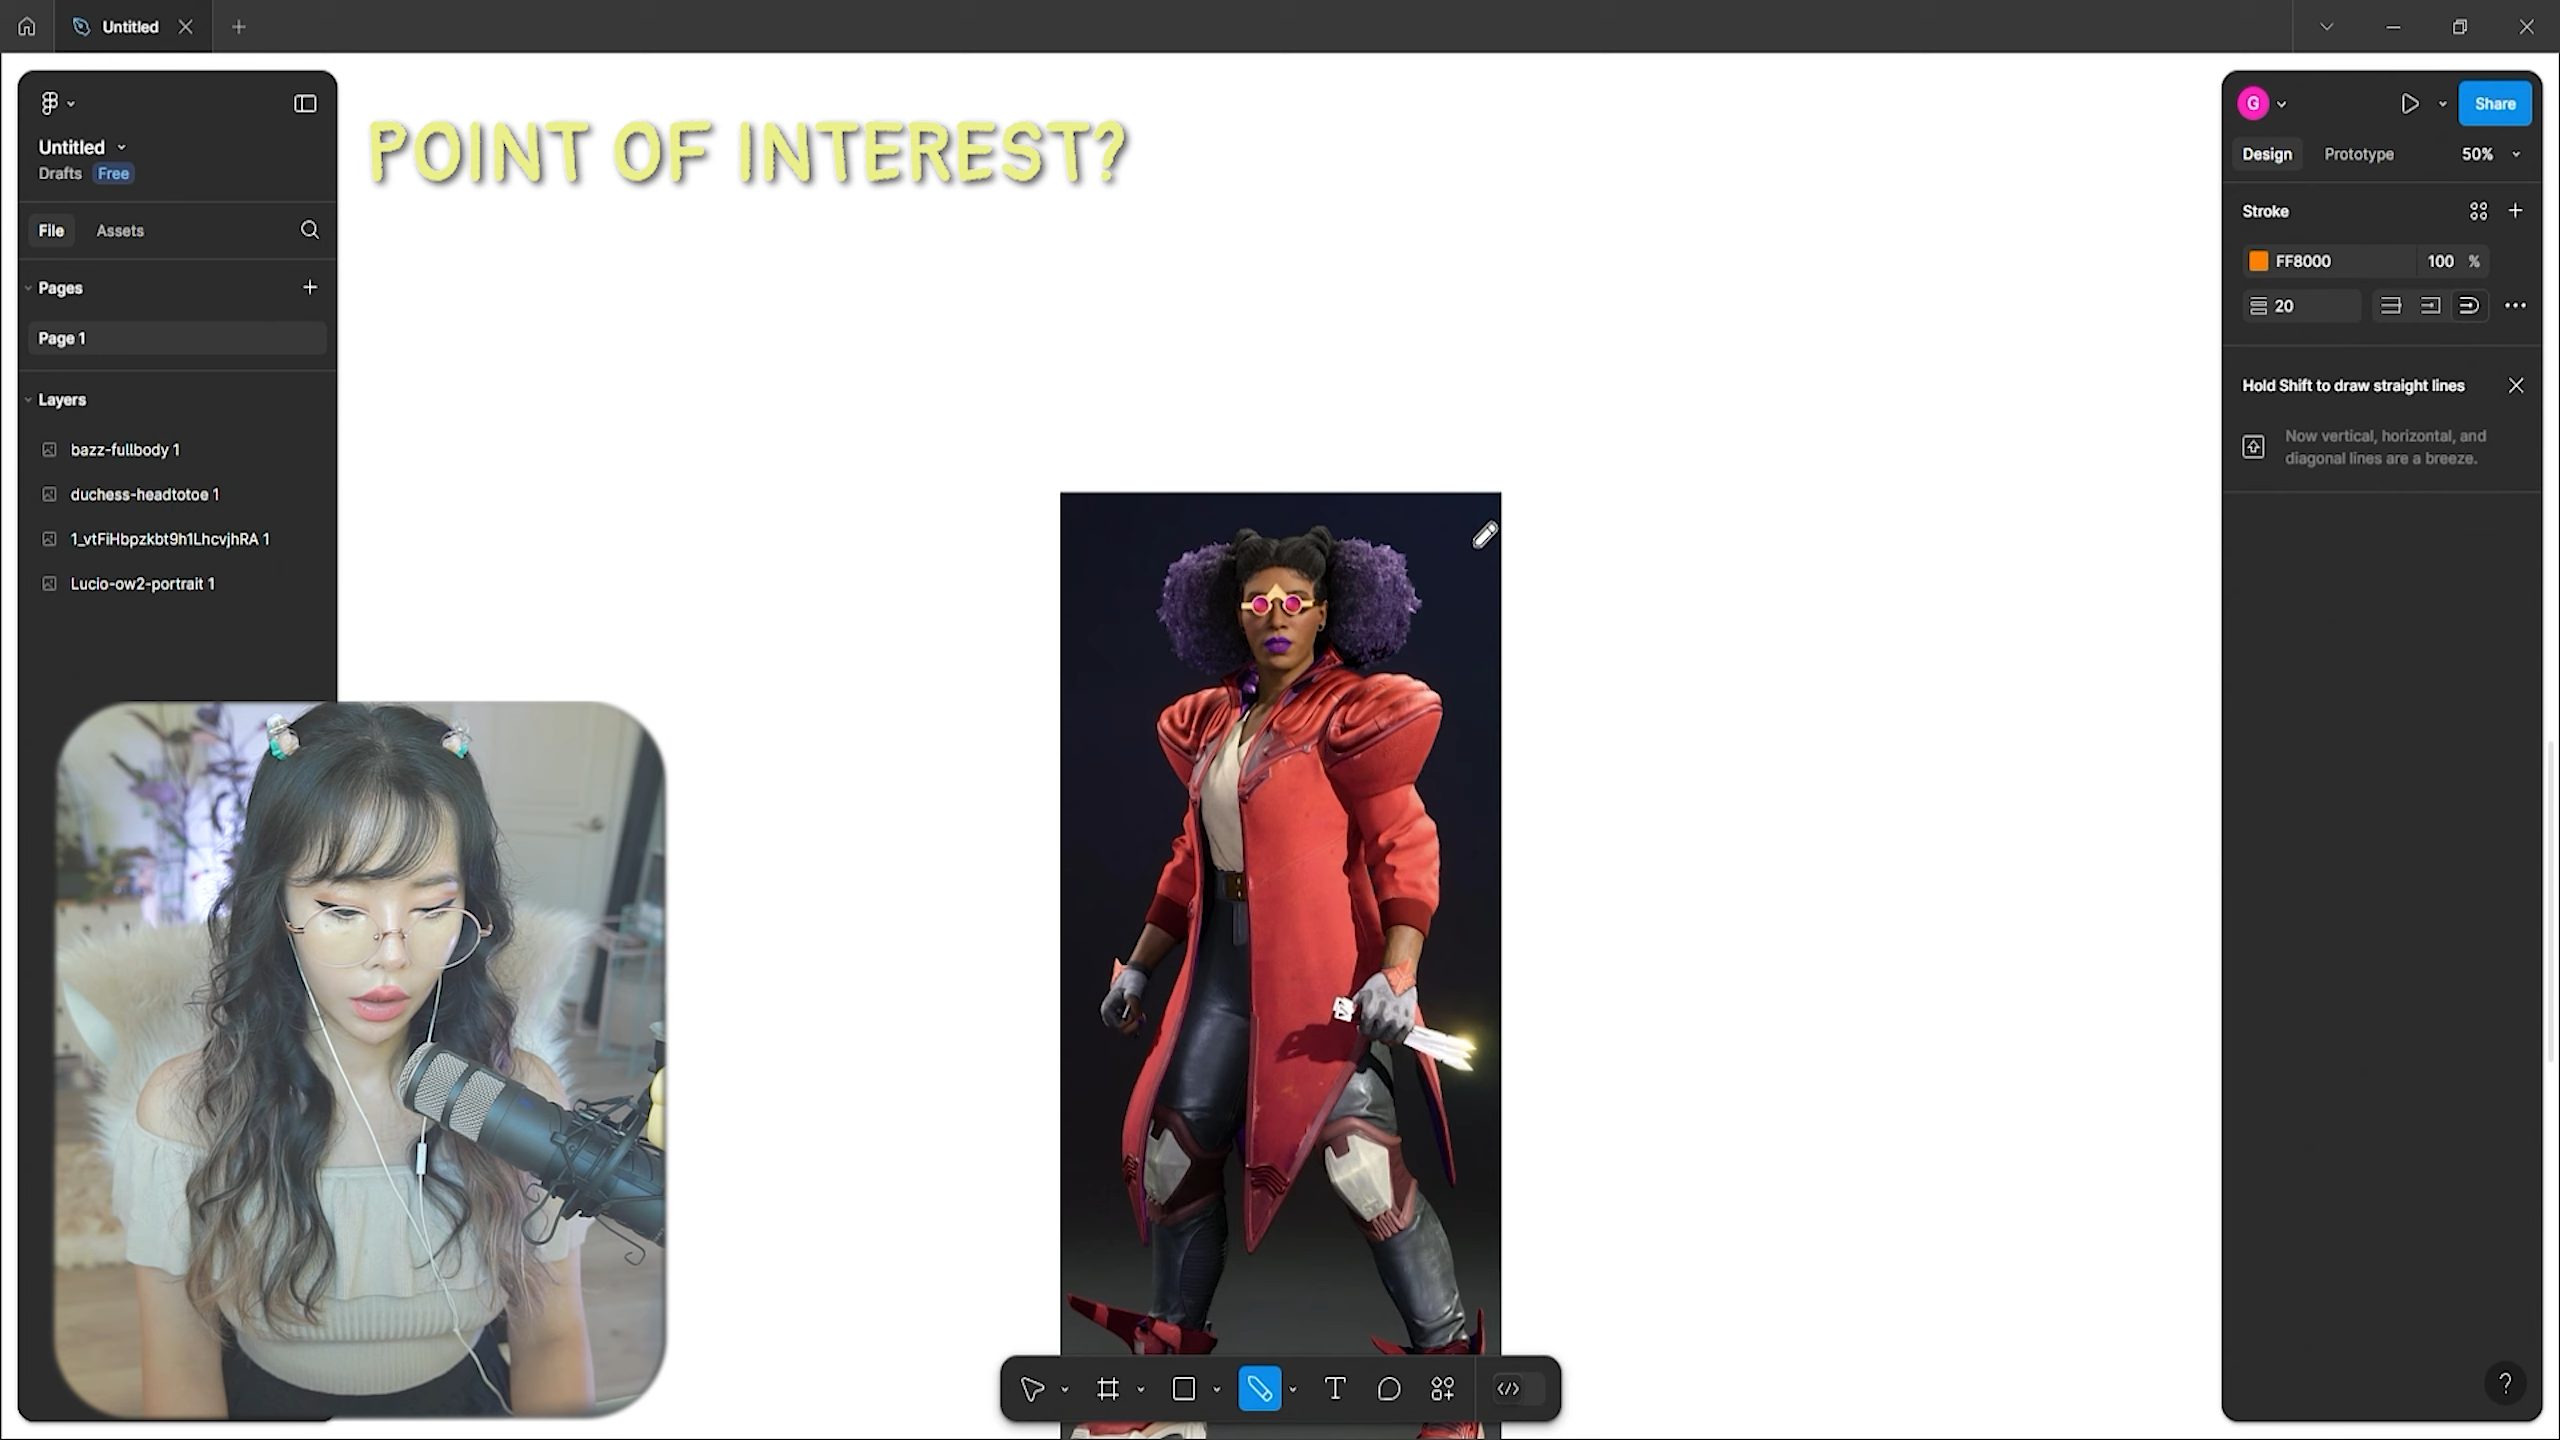 Untitled
POINT OF INTEREST?
Untitled
Drafts Free
File Assets
Pages
Page 1
Layers
bazz-fullbody 1
duchess-headtotoe 1
1_vtFiHbpzkbt9h1LhcvjhRA 1
Lucio-ow2-portrait 1
G Share
Design Prototype 50%
Stroke
FF8000 100 %
20
Hold Shift to draw straight lines
Now vertical, horizontal, and
diagonal lines are a breeze.
T
?